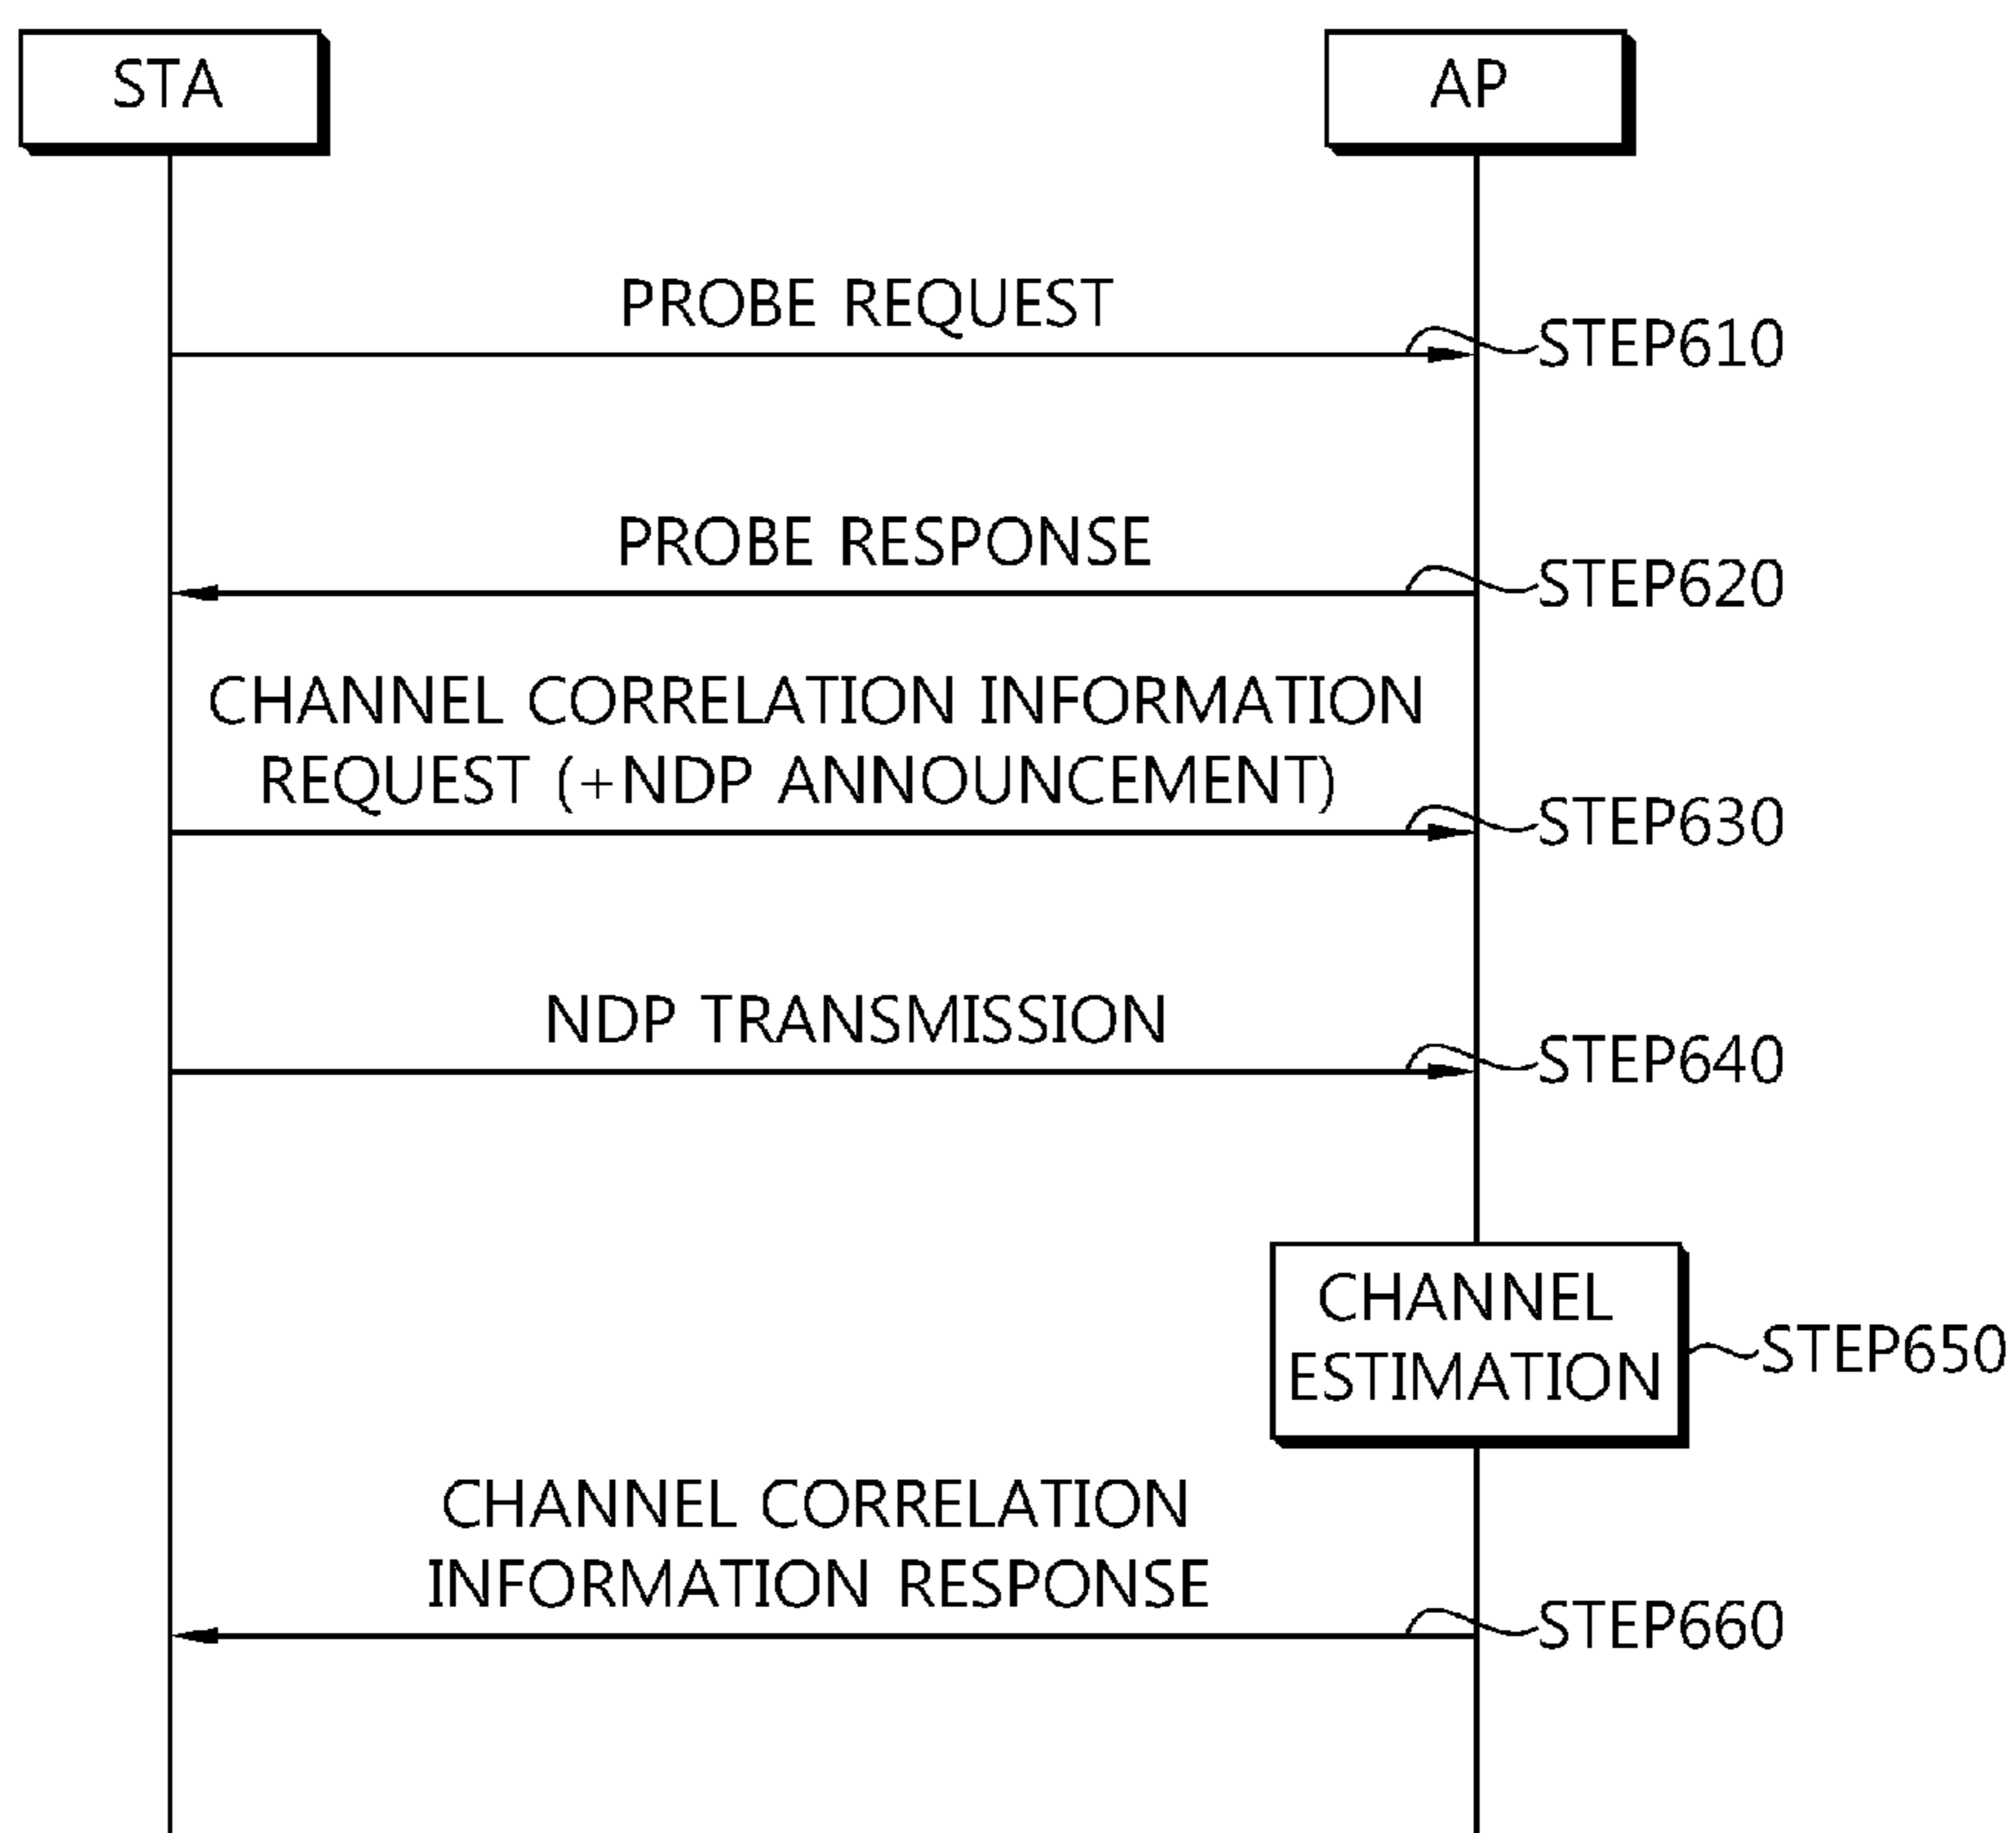 STA
AP
PROBE REQUEST
STEP610
PROBE RESPONSE
STEP620
CHANNEL CORRELATION INFORMATION
REQUEST (+NDP ANNOUNCEMENT)
STEP630
NDP TRANSMISSION
STEP640
CHANNEL
ESTIMATION
STEP650
CHANNEL CORRELATION
INFORMATION RESPONSE
STEP660